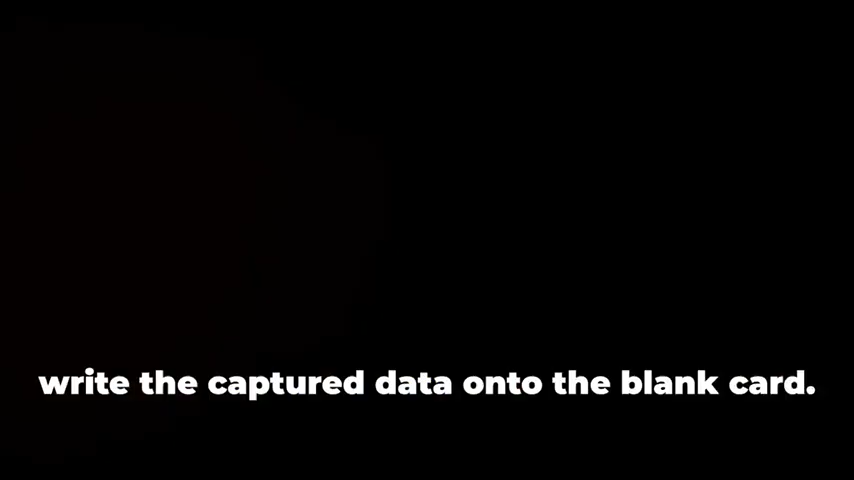 write the captured data onto the blank card.